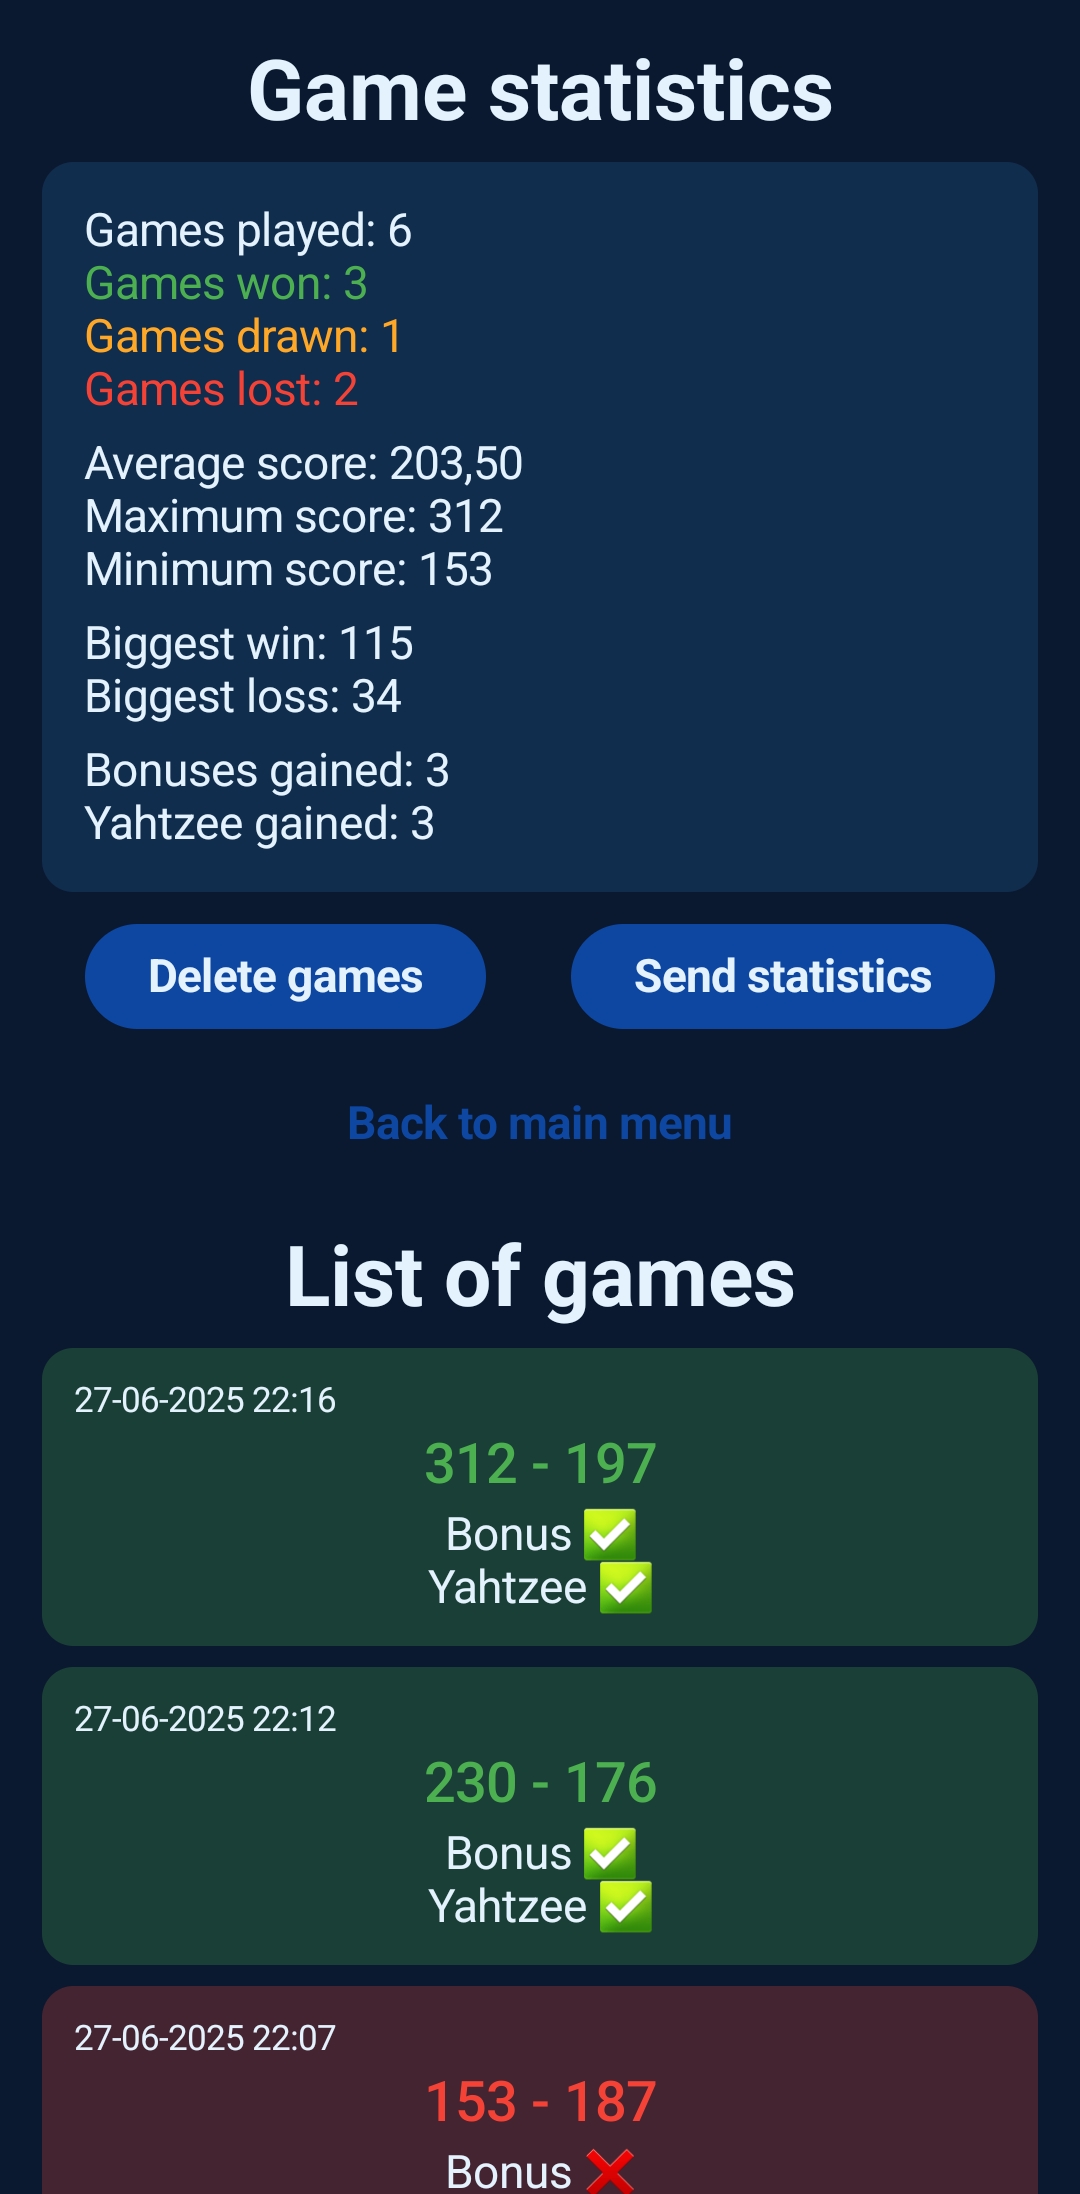 Game statistics
Games played: 6
Games won: 3
Games drawn: 1
Games lost: 2
Average score: 203,50
Maximum score: 312
Minimum score: 153
Biggest win: 115
Biggest loss: 34
Bonuses gained: 3
Yahtzee gained: 3
Delete games
Send statistics
Back to main menu
List of games
27-06-2025 22:16
312 - 197
Bonus ✅
Yahtzee ✅
27-06-2025 22:12
230 - 176
Bonus ✅
Yahtzee ✅
27-06-2025 22:07
153 - 187
Bonus ❌